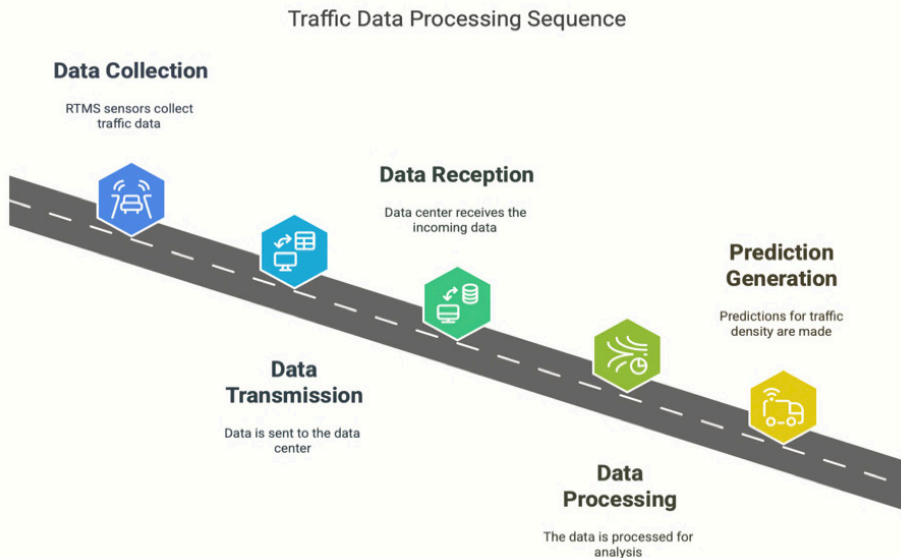 Traffic Data Processing Sequence
Data Collection
RTMS sensors collect
traffic data
Data
Transmission
Data is sent to the data
center
Data Reception
Data center receives the
incoming data
Data
Processing
The data is processed for
analysis
Prediction
Generation
Predictions for traffic
density are made